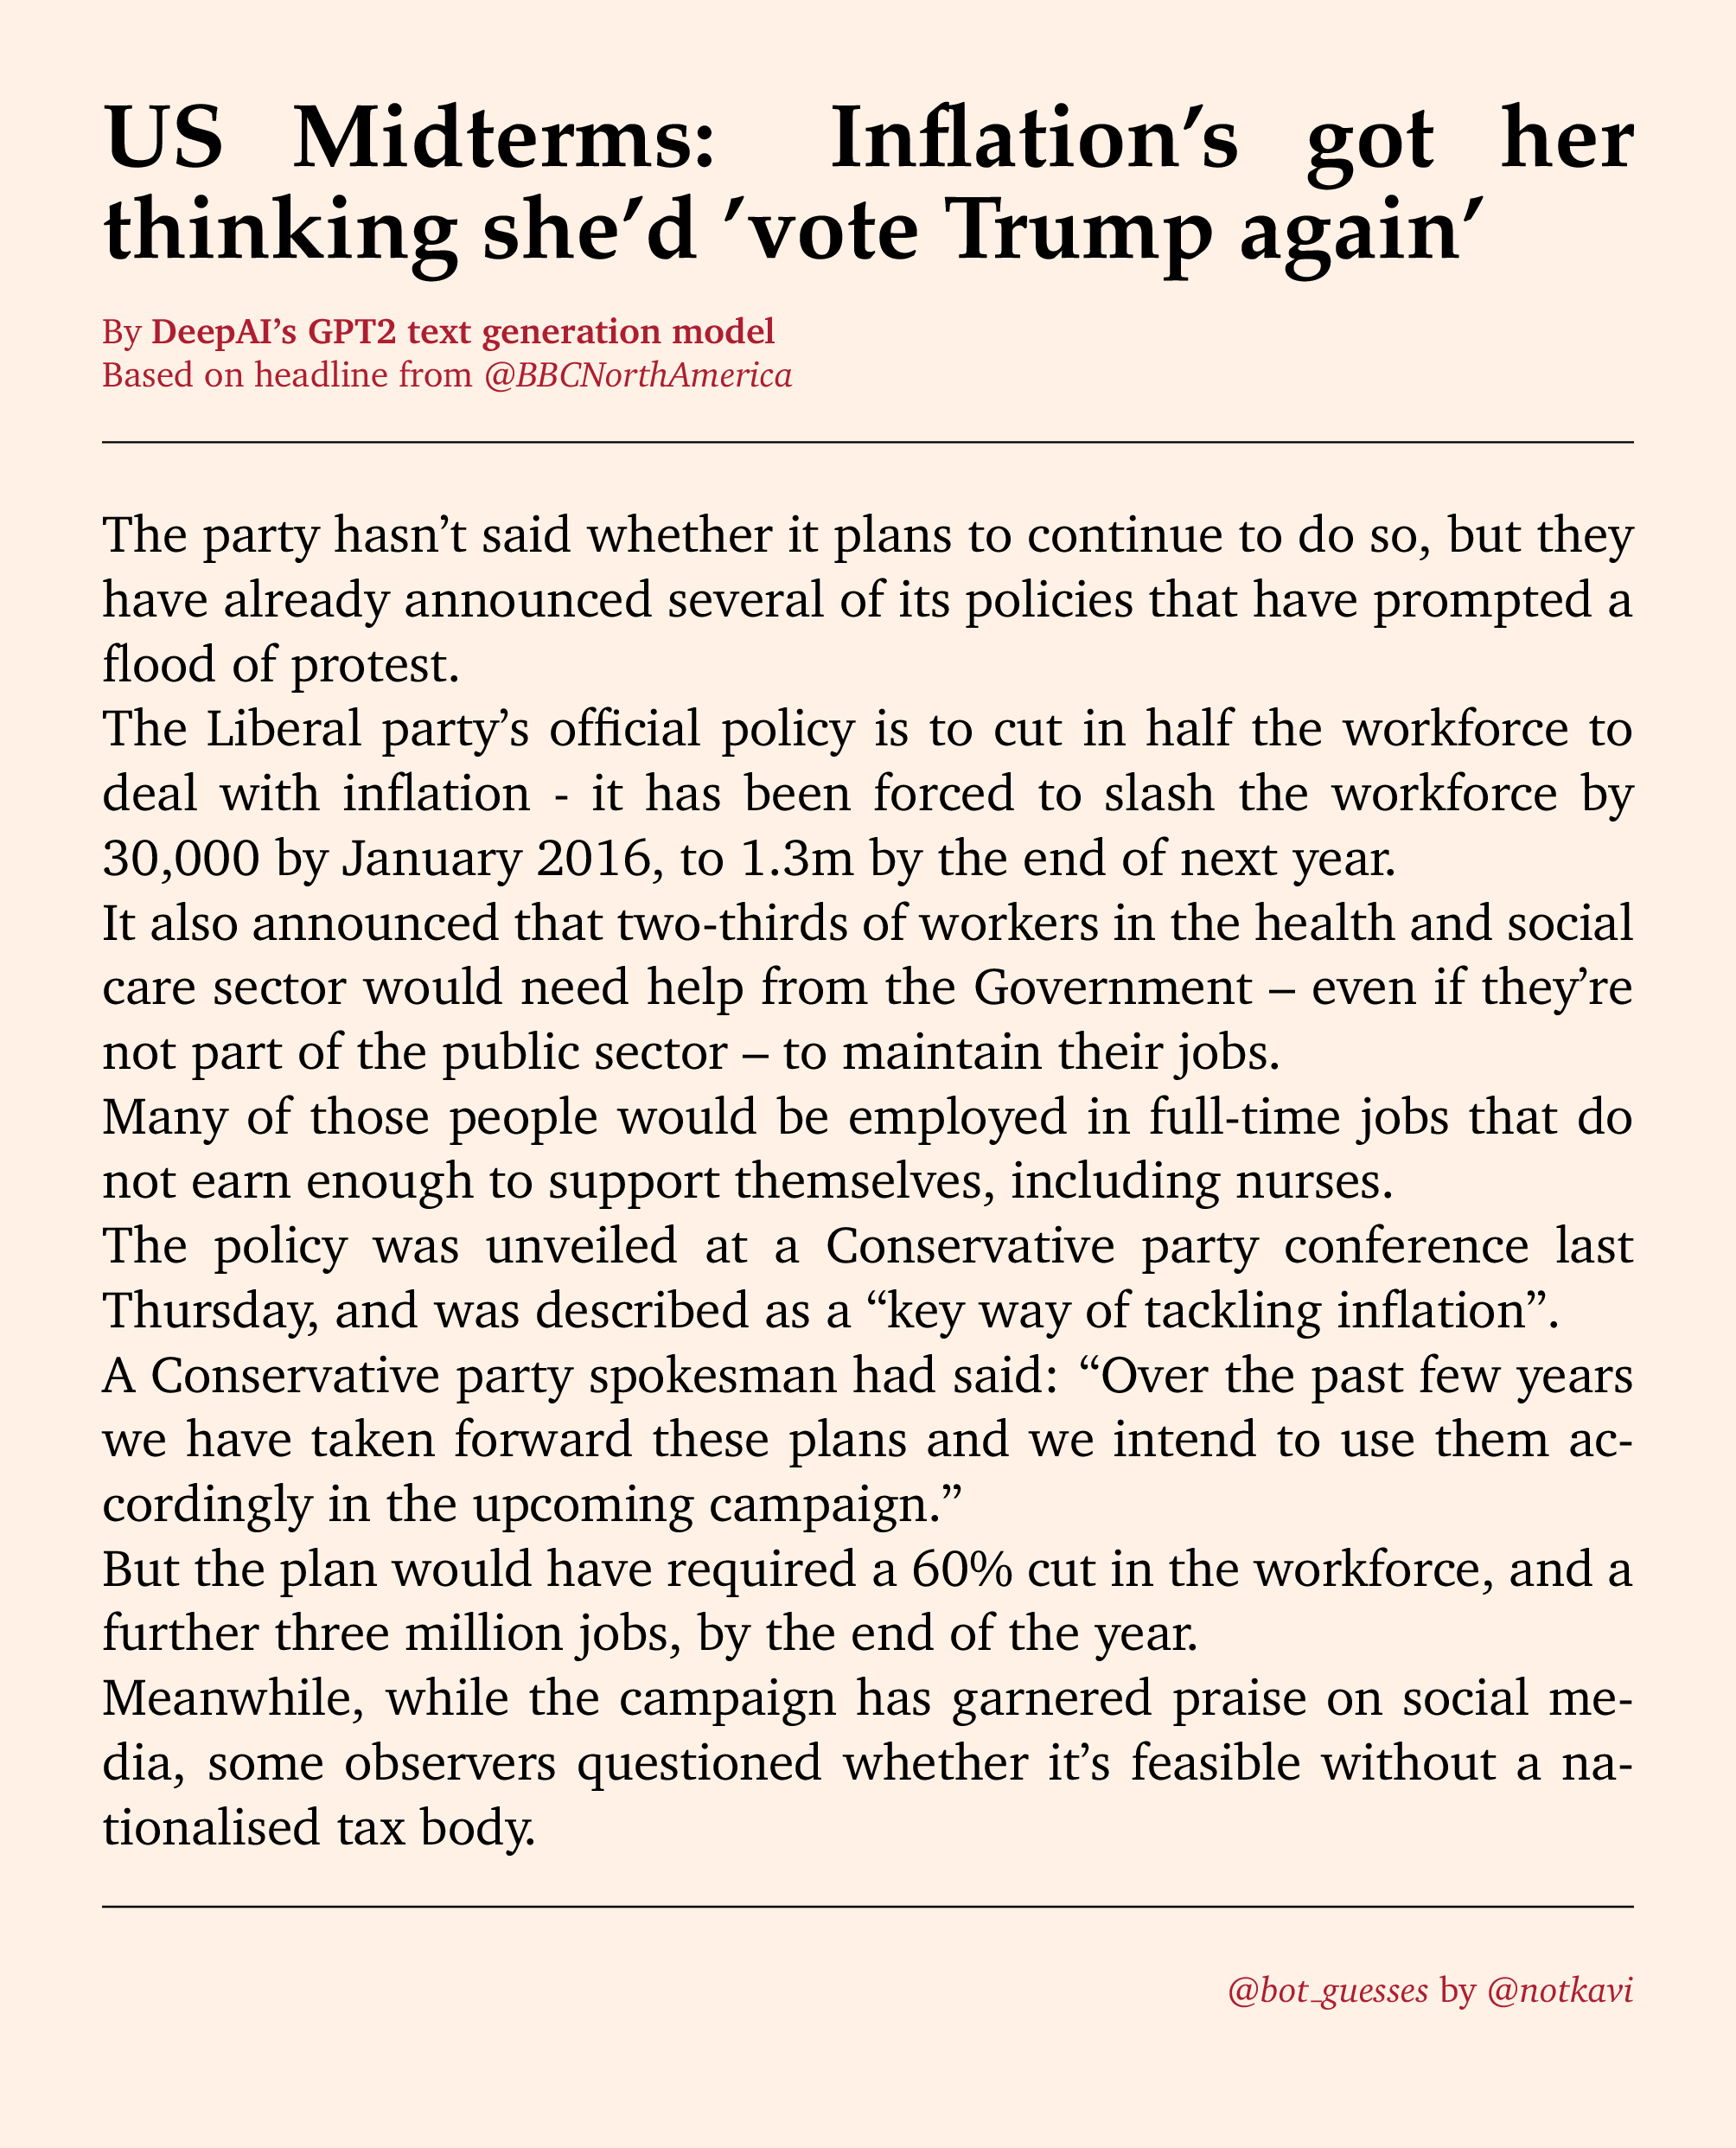 US Midterms: Inflation’s got her
thinking she’d ’vote Trump again’
By DeepAI’s GPT2 text generation model
Based on headline from @BBCNorthAmerica
The party hasn’t said whether it plans to continue to do so, but they
have already announced several of its policies that have prompted a
flood of protest.
The Liberal party’s official policy is to cut in half the workforce to
deal with inflation - it has been forced to slash the workforce by
30,000 by January 2016, to 1.3m by the end of next year.
It also announced that two-thirds of workers in the health and social
care sector would need help from the Government – even if they’re
not part of the public sector – to maintain their jobs.
Many of those people would be employed in full-time jobs that do
not earn enough to support themselves, including nurses.
The policy was unveiled at a Conservative party conference last
Thursday, and was described as a “key way of tackling inflation”.
A Conservative party spokesman had said: “Over the past few years
we have taken forward these plans and we intend to use them ac-
cordingly in the upcoming campaign.”
But the plan would have required a 60% cut in the workforce, and a
further three million jobs, by the end of the year.
Meanwhile, while the campaign has garnered praise on social me-
dia, some observers questioned whether it’s feasible without a na-
tionalised tax body.
@bot_guesses by @notkavi